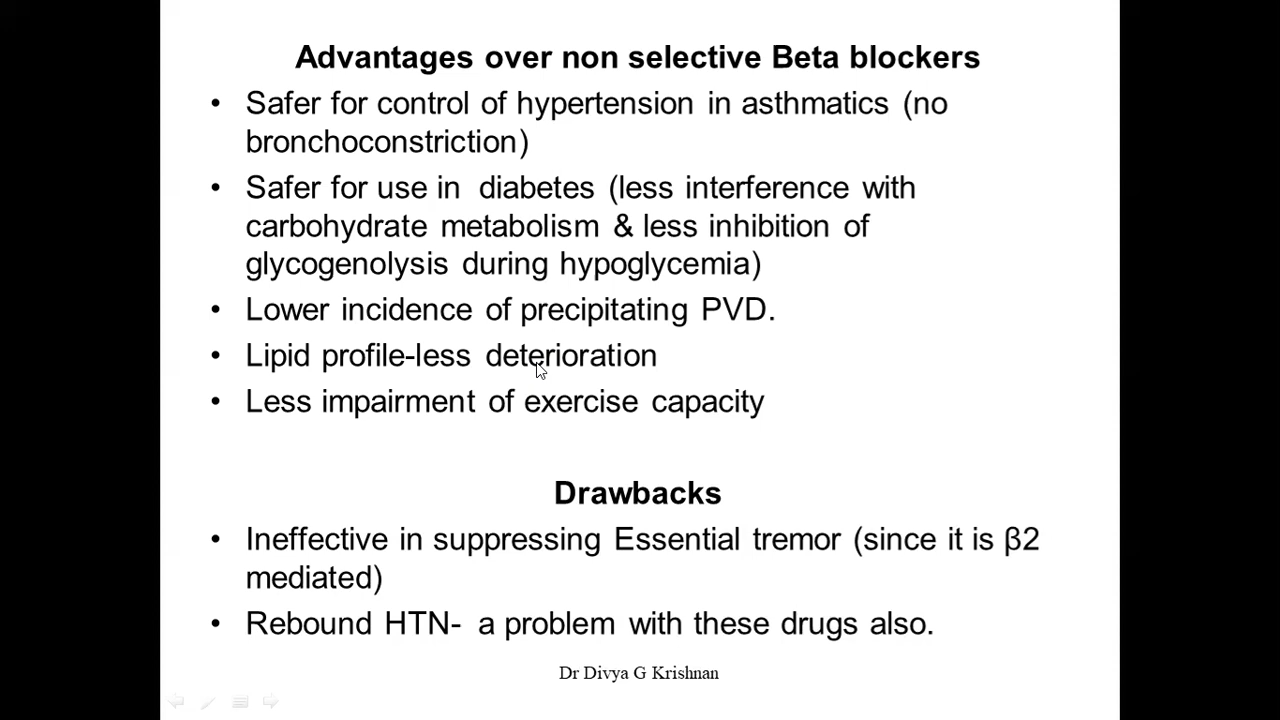 Advantages over non selective Beta blockers
• Safer for control of hypertension in asthmatics (no
bronchoconstriction)
• Safer for use in diabetes (less interference with
carbohydrate metabolism & less inhibition of
glycogenolysis during hypoglycemia)
• Lower incidence of precipitating PVD.
• Lipid profile-less deterioration
• Less impairment of exercise capacity
Drawbacks
• Ineffective in suppressing Essential tremor (since it is β2
mediated)
• Rebound HTN- a problem with these drugs also.
Dr Divya G Krishnan